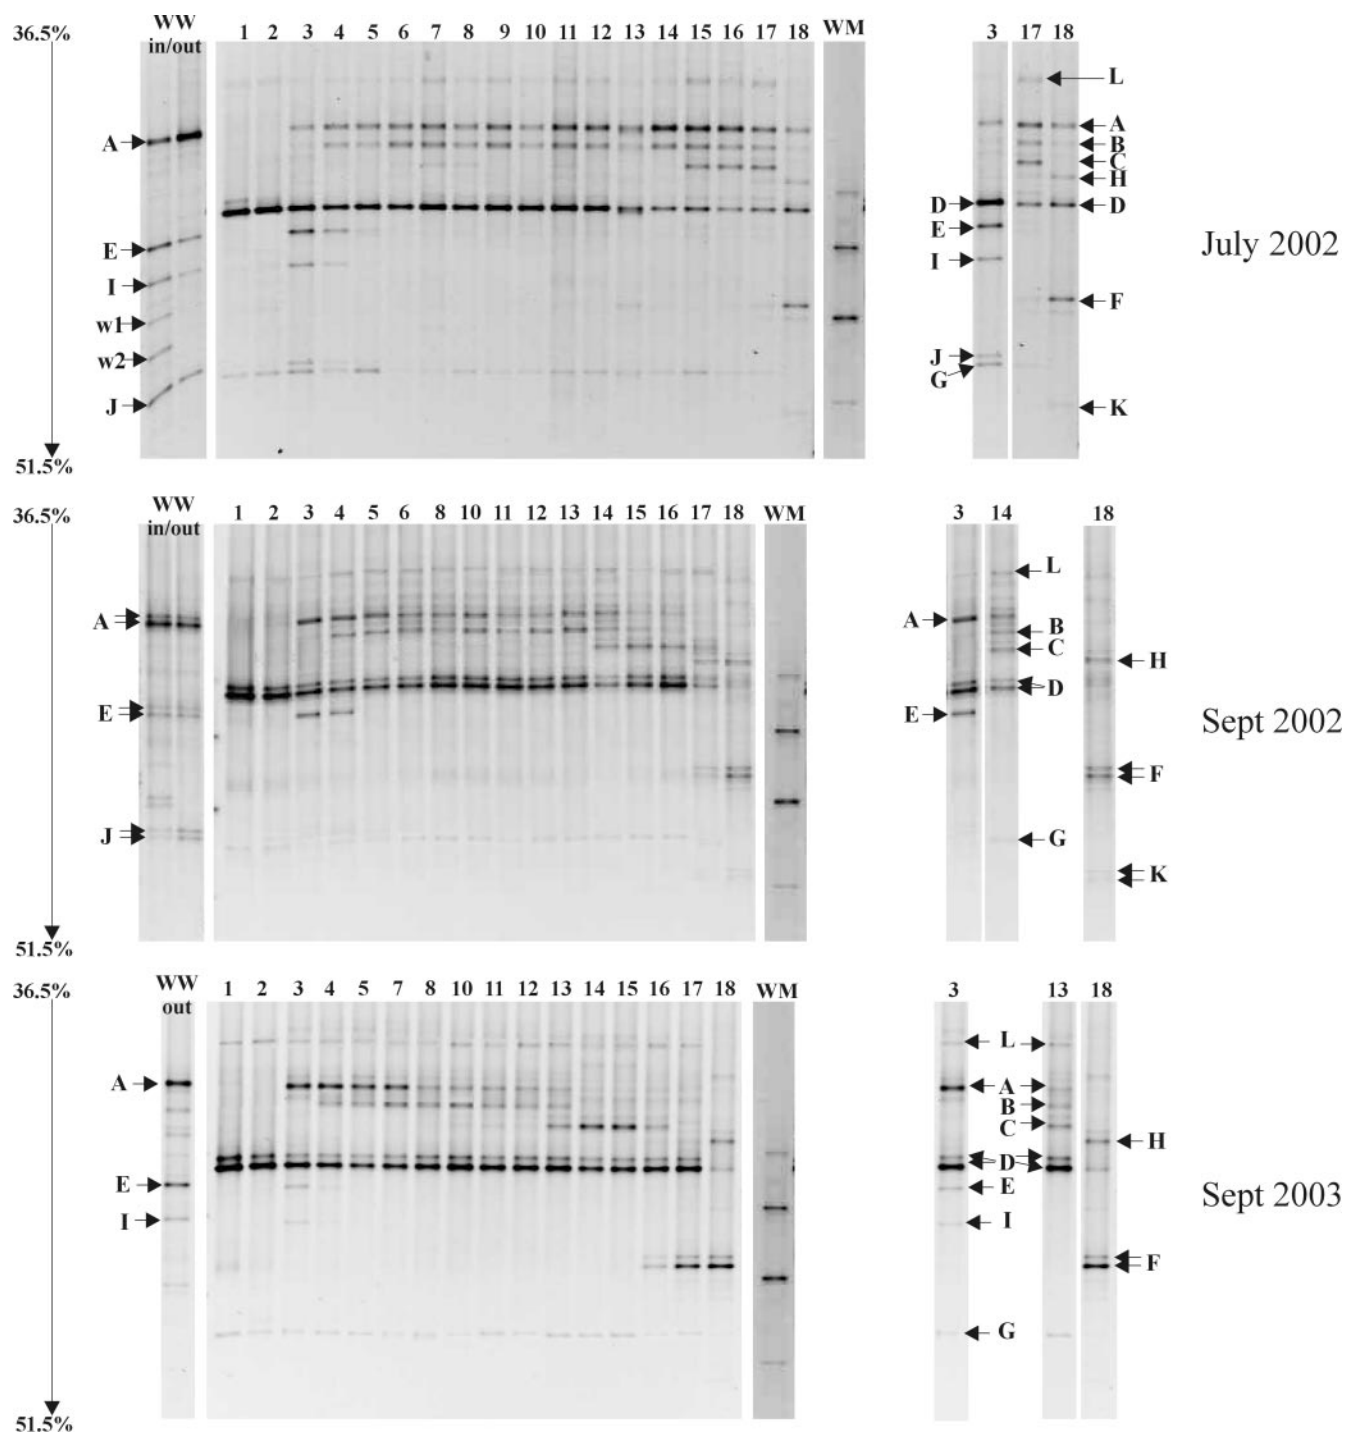 WW
36.5% in/out 1 2 3 4 5 6 7 8 9 10 11 12 13 14 15 16 17 18 WM 3 17 18
L
A A
B
C
H
D D
E E
I I
July 2002
w1 F
w2 J
G
J K
51.5%
WW
36.5% in/out 1 2 3 4 5 6 8 10 11 12 13 14 15 16 17 18 WM 3 14 18
L
A A B
C
H
D
E E
Sept 2002
F
J G
K
51.5%
WW
36.5% out 1 2 3 4 5 7 8 10 11 12 13 14 15 16 17 18 WM 3 13 18
L
A A
B
C
H
D
E E
I I
Sept 2003
F
G
51.5%